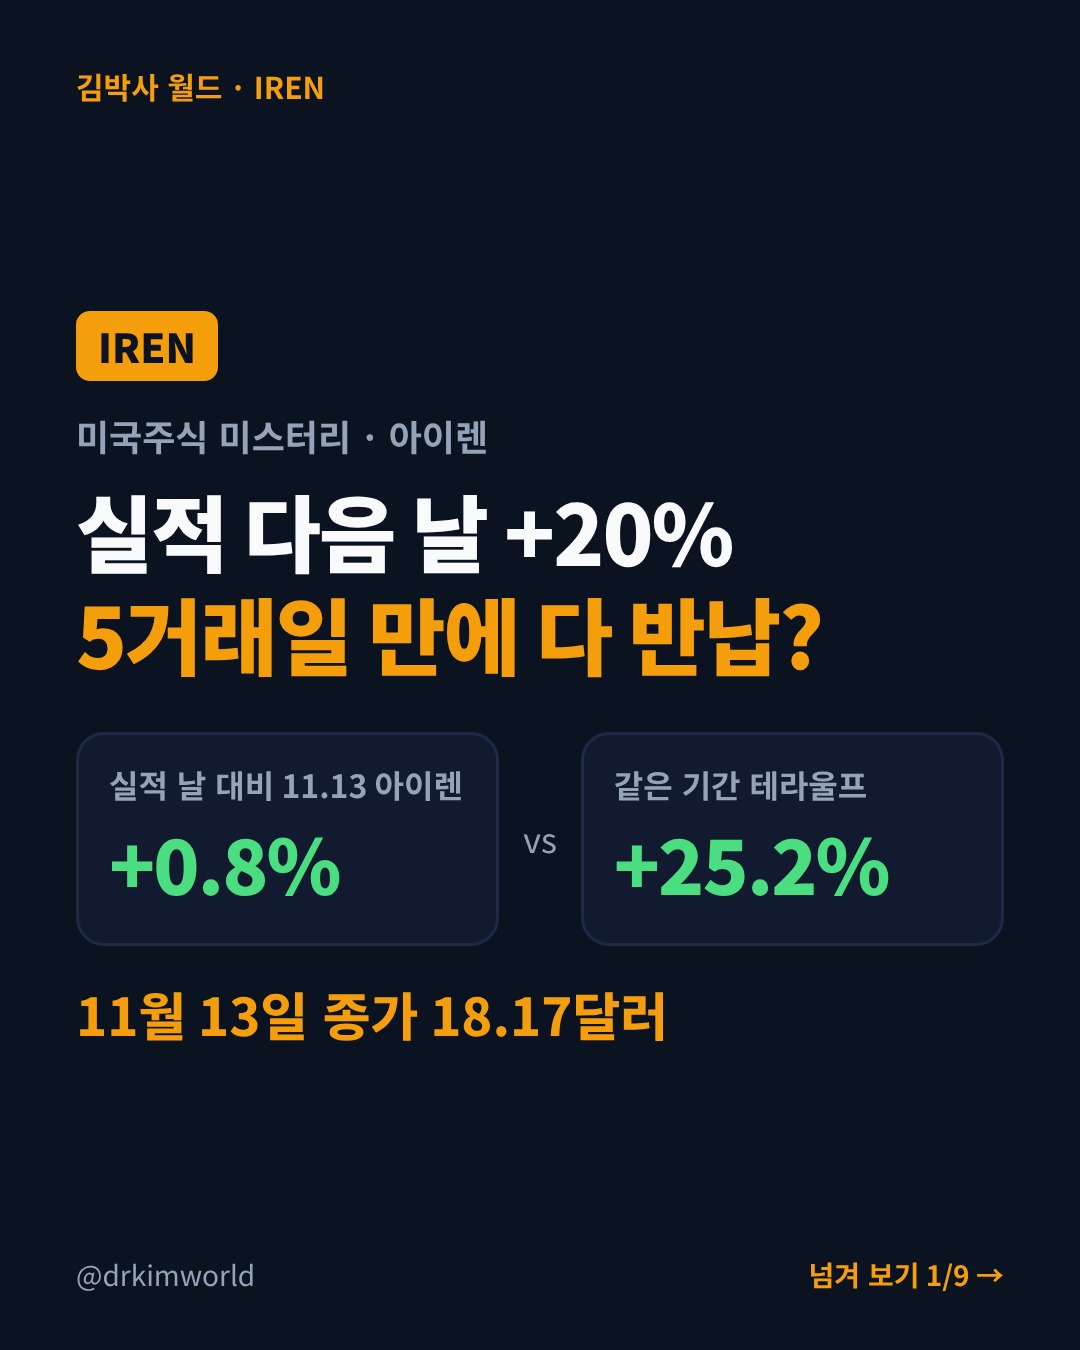 김박사 월드 · IREN
IREN
미국주식 미스터리 · 아이렌
실적 다음 날 +20%
5거래일 만에 다 반납?
실적 날 대비 11.13 아이렌
+0.8%
vs
같은 기간 테라울프
+25.2%
11월 13일 종가 18.17달러
@drkimworld
넘겨 보기 1/9 →